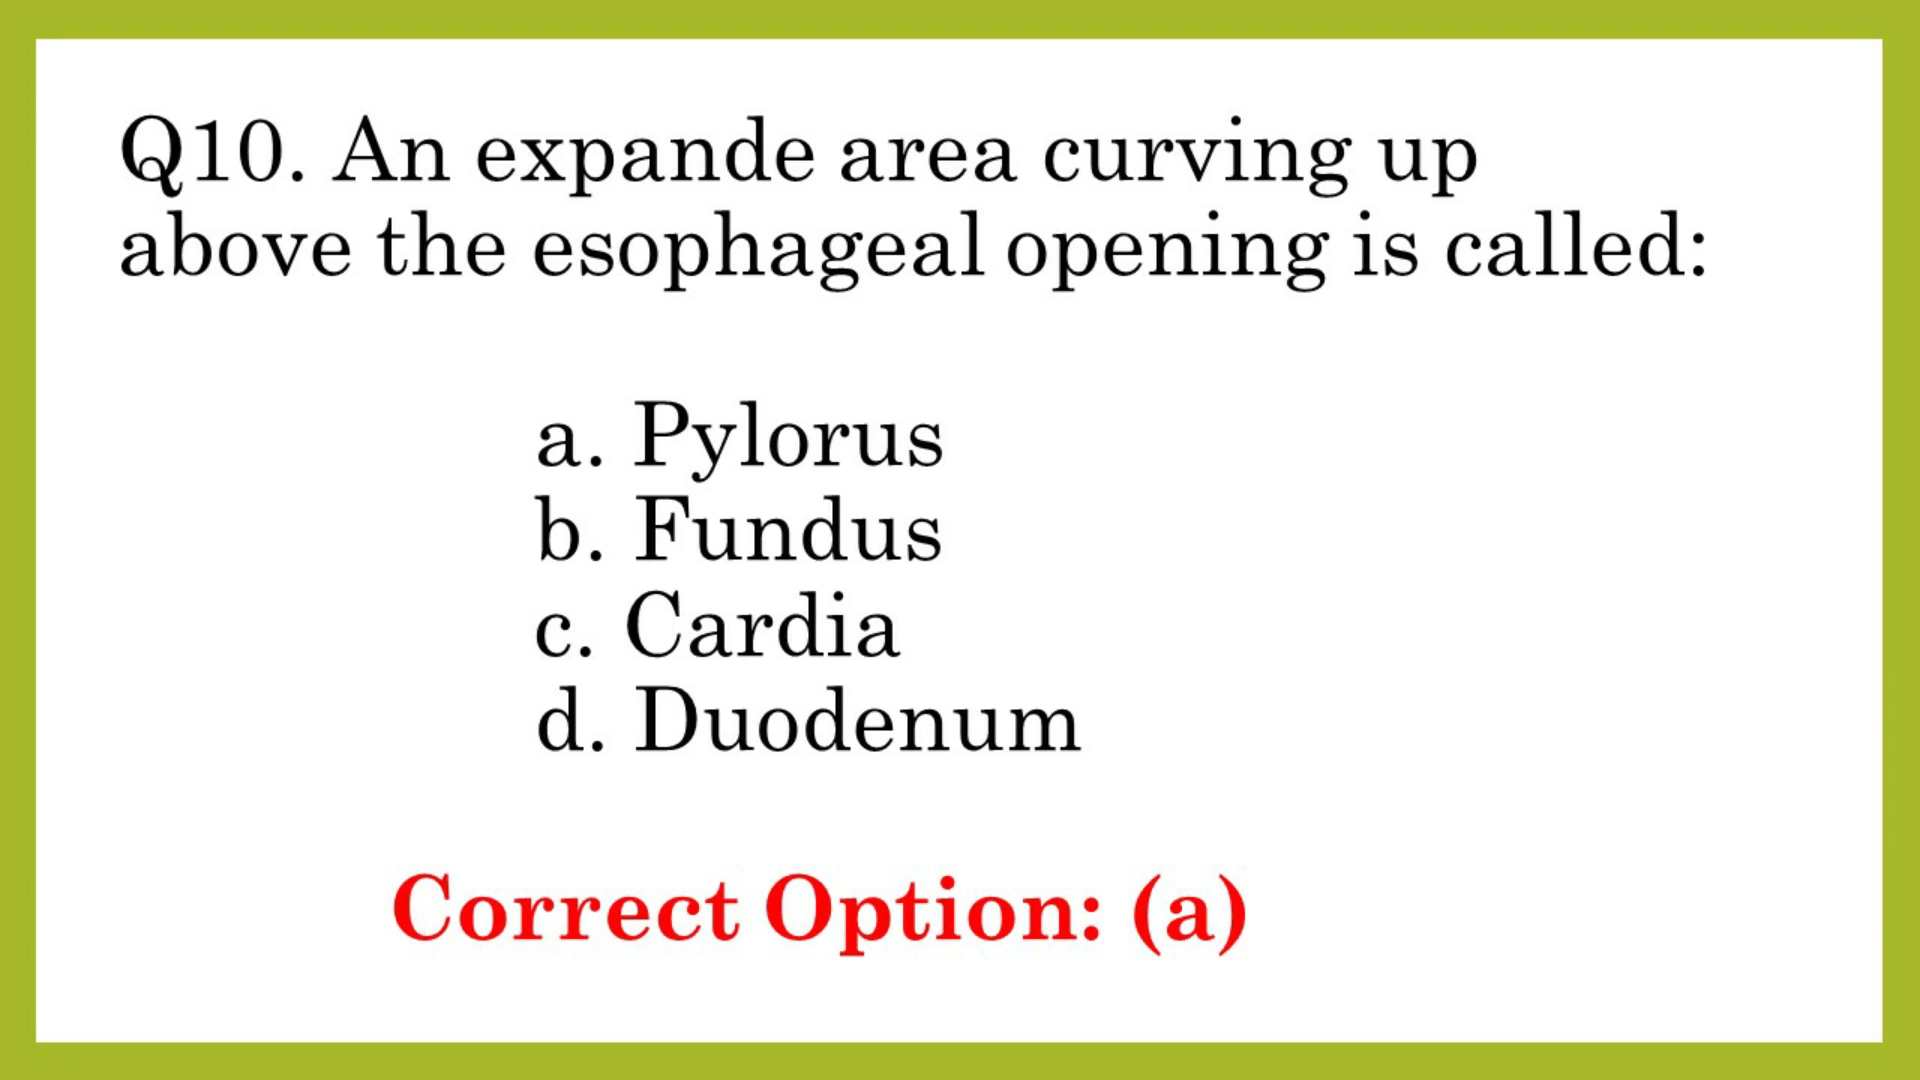 Q10. An expande area curving up
above the esophageal opening is called:
a. Pylorus
b. Fundus
c. Cardia
d. Duodenum
Correct Option: (a)